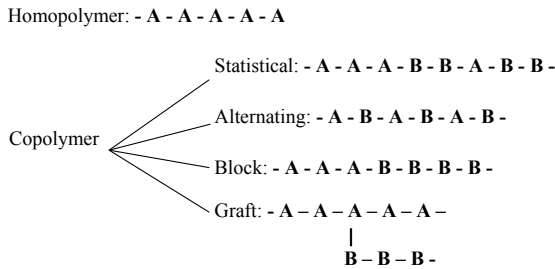 Homopolymer: - A - A - A - A - A
Statistical: - A - A - A - B - B - A - B - B -
Alternating: - A - B - A - B - A - B -
Copolymer
Block: - A - A - A - B - B - B - B -
Graft: - A – A – A – A – A –
B – B – B -